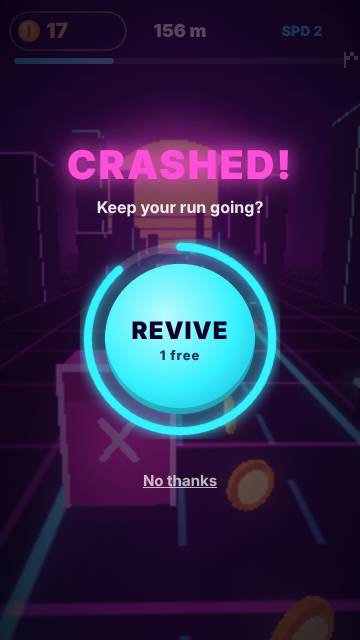 17
156 m
SPD 2
CRASHED!
Keep your run going?
REVIVE
1 free
No thanks